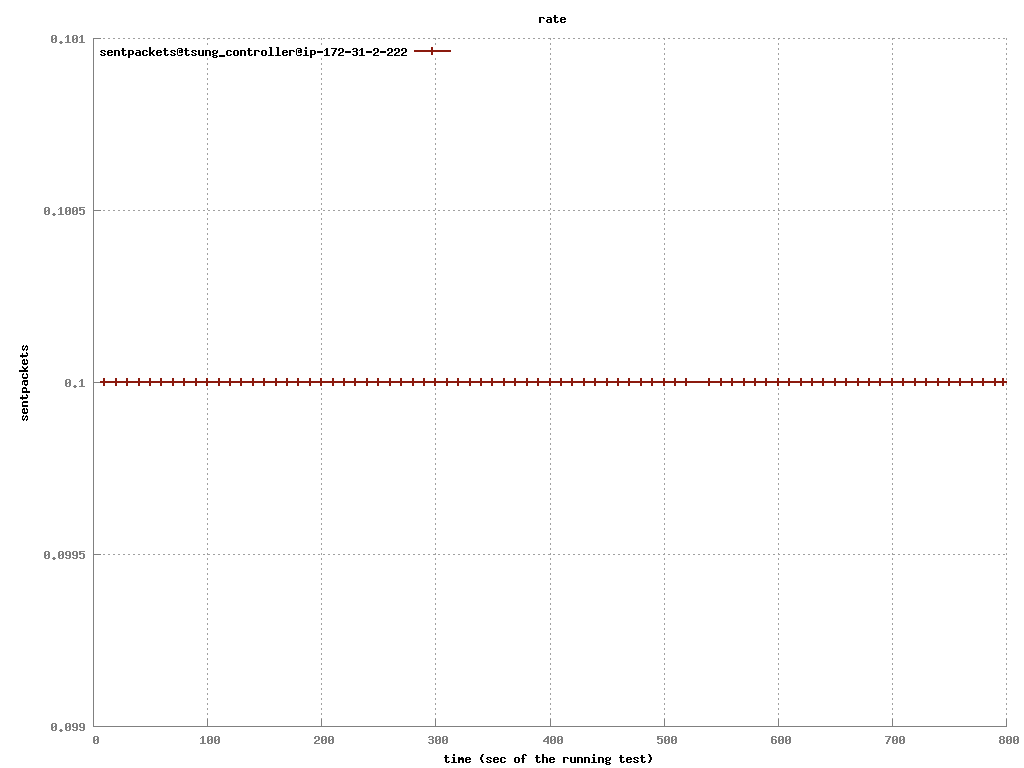 rate
0.101
sentpackets@tsung_controller@ip-172-31-2-222
0.1005
0.1
0.0995
0.099
sentpackets
0 100 200 300 400 500 600 700 800
time (sec of the running test)